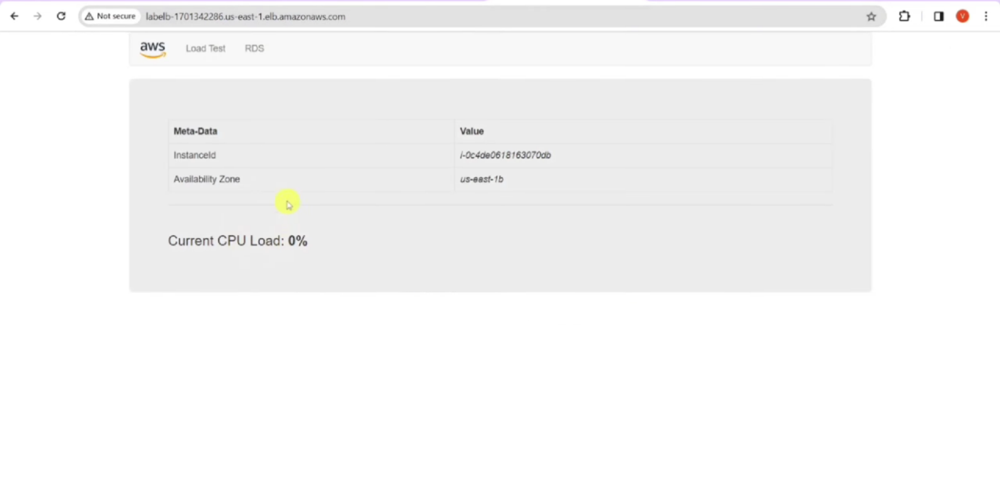 Not secure labelb-1701342286.us-east-1.elb.amazonaws.com V
aws Load Test RDS
Meta-Data Value
InstanceId i-0c4de0618163070db
Availability Zone us-east-1b
Current CPU Load: 0%